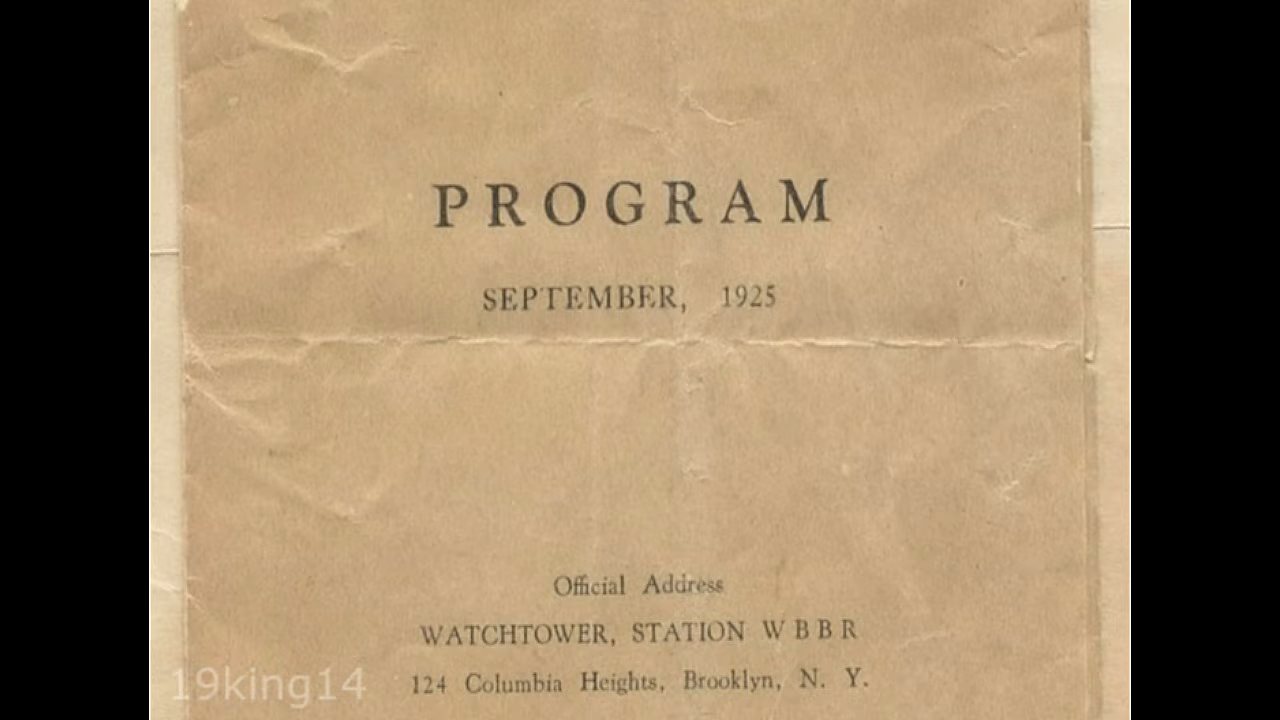 PROGRAM
SEPTEMBER, 1925
Official Address
WATCHTOWER, STATION W B B R
124 Columbia Heights, Brooklyn, N. Y.
19king14